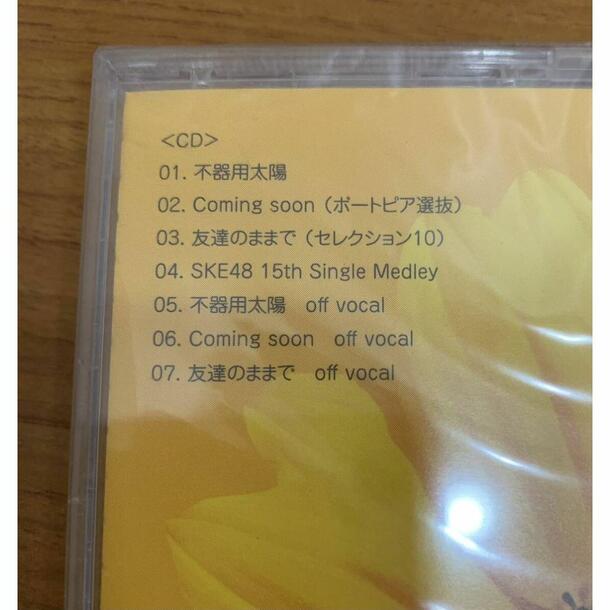 <CD>
01. 不器用太陽
02. Coming soon（ポートピア選抜）
03. 友達のままで（セレクション10）
04. SKE48 15th Single Medley
05. 不器用太陽　off vocal
06. Coming soon　off vocal
07. 友達のままで　off vocal